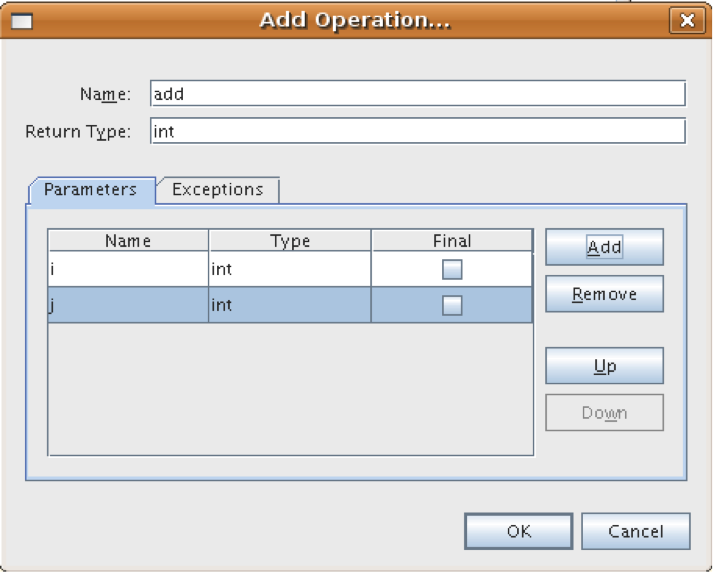 Add Operation...
Name: add
Return Type: int
Parameters Exceptions
Name Type Final
i int
j int
Add
Remove
Up
Down
OK Cancel